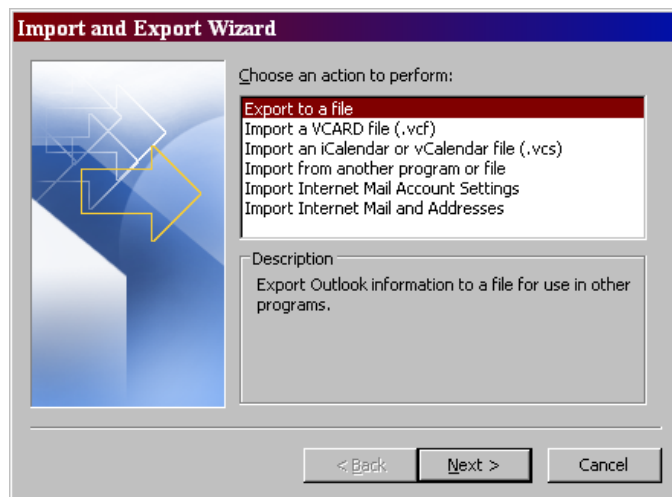 Import and Export Wizard
Choose an action to perform:
Export to a file
Import a VCARD file (.vcf)
Import an iCalendar or vCalendar file (.vcs)
Import from another program or file
Import Internet Mail Account Settings
Import Internet Mail and Addresses
Description
Export Outlook information to a file for use in other
programs.
< Back Next > Cancel